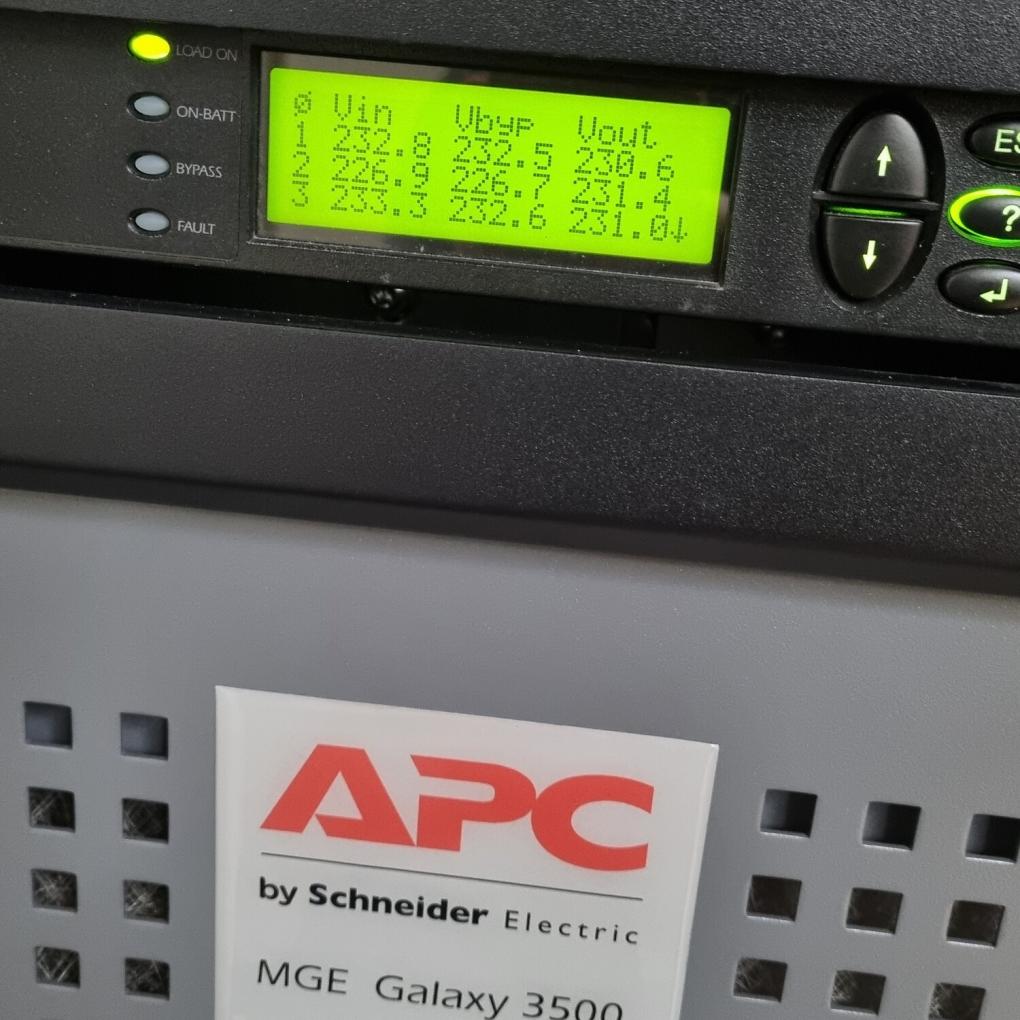 LOAD ON
ON-BATT
BYPASS
FAULT
ø Vin Vbyp Vout
1 232.8 232.5 230.6
2 226.9 226.7 231.4
3 233.3 232.6 231.0↓
↑
↓
ES
?
↵
APC
by Schneider Electric
MGE Galaxy 3500